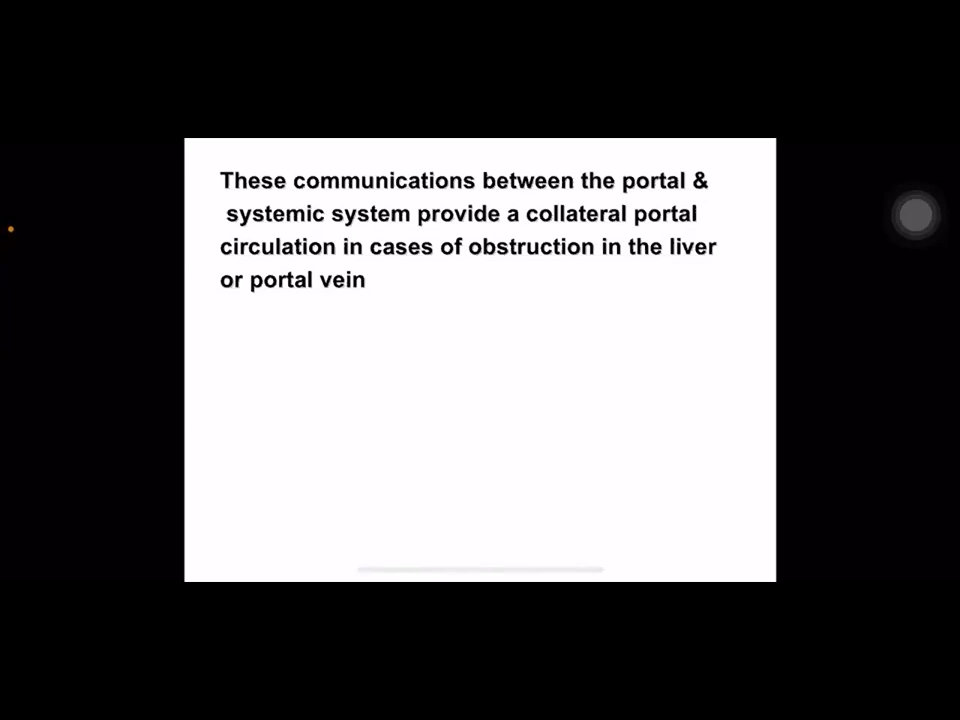 These communications between the portal &
systemic system provide a collateral portal
circulation in cases of obstruction in the liver
or portal vein